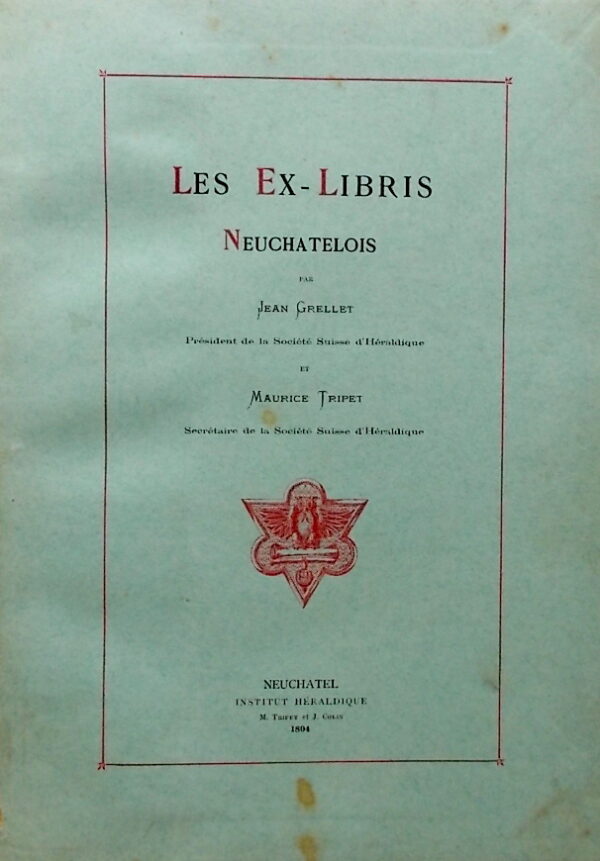 LES EX-LIBRIS
NEUCHATELOIS
PAR
JEAN GRELLET
Président de la Société Suisse d'Héraldique
ET
MAURICE TRIPET
Secrétaire de la Société Suisse d'Héraldique
NEUCHATEL
INSTITUT HÉRALDIQUE
M. TRIPET et J. COLIN
1894